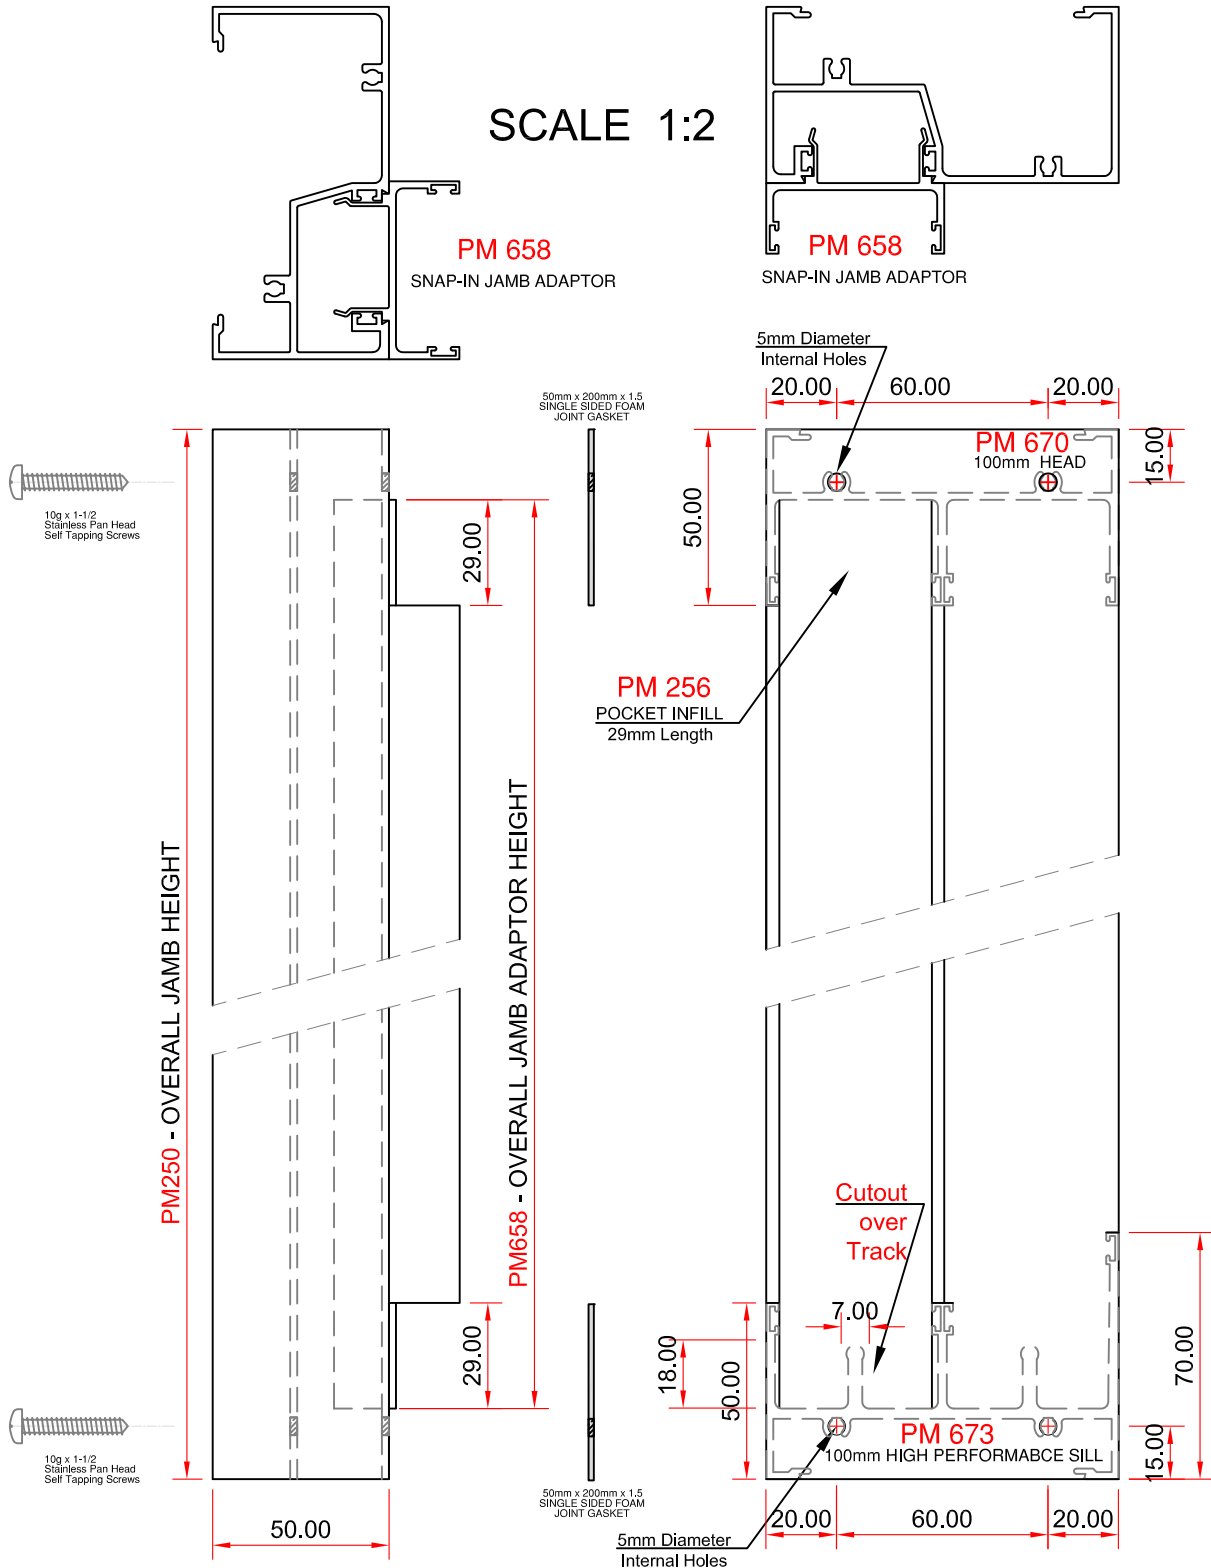 SCALE 1:2
PM 658
SNAP-IN JAMB ADAPTOR
PM 658
SNAP-IN JAMB ADAPTOR
5mm Diameter
Internal Holes
20.00
60.00
20.00
50mm x 200mm x 1.5
SINGLE SIDED FOAM
JOINT GASKET
PM 670
100mm HEAD
15.00
10g x 1-1/2
Stainless Pan Head
Self Tapping Screws
29.00
50.00
PM 256
POCKET INFILL
29mm Length
PM250 - OVERALL JAMB HEIGHT
PM658 - OVERALL JAMB ADAPTOR HEIGHT
Cutout
over
Track
7.00
29.00
18.00
50.00
70.00
15.00
PM 673
100mm HIGH PERFORMABCE SILL
10g x 1-1/2
Stainless Pan Head
Self Tapping Screws
50mm x 200mm x 1.5
SINGLE SIDED FOAM
JOINT GASKET
50.00
20.00
60.00
20.00
5mm Diameter
Internal Holes